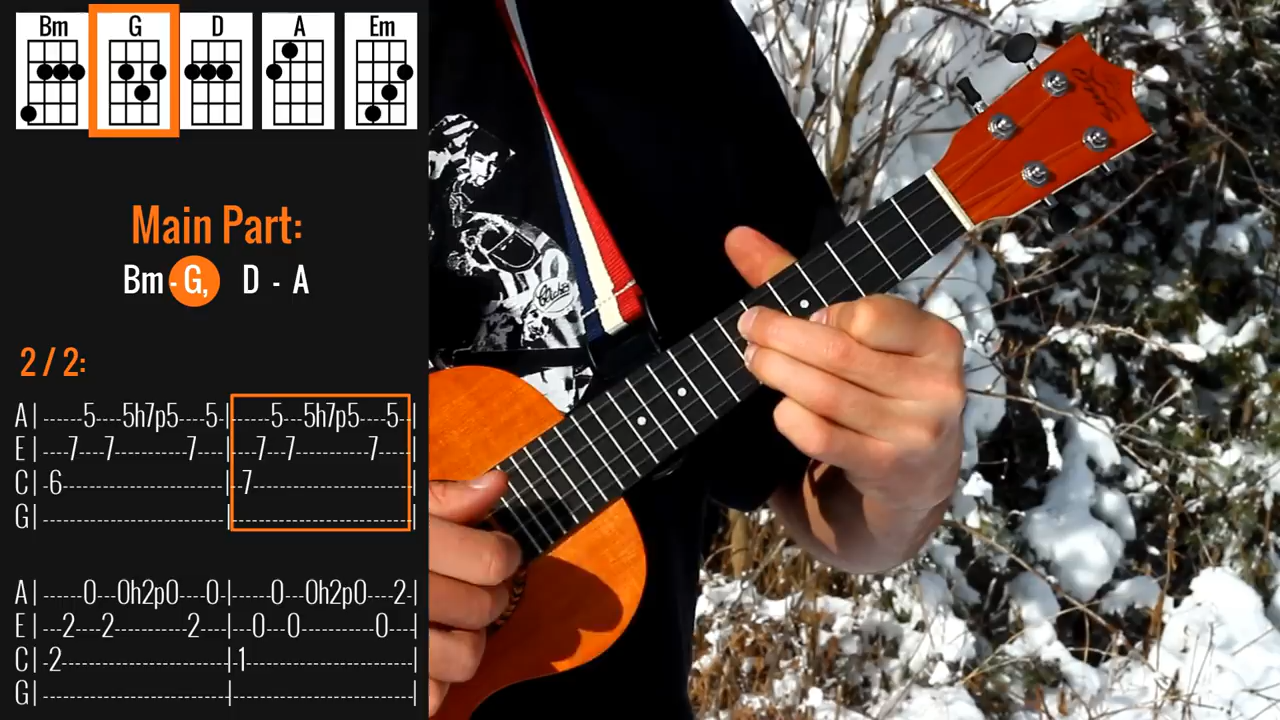 Bm G D A Em
Main Part:
Bm - G, D - A
2 / 2:
A|------5---5h7p5----5-|------5---5h7p5----5--|
E|----7---7-----------7----|----7---7-----------7-----|
C|-6-----------------------|-7------------------------|
G|-------------------------|--------------------------|
A|------0---0h2p0----0--|------0---0h2p0----2-|
E|---2---2-----------2----|---0---0-----------0----|
C|-2-----------------------|-1------------------------|
G|-------------------------|--------------------------|